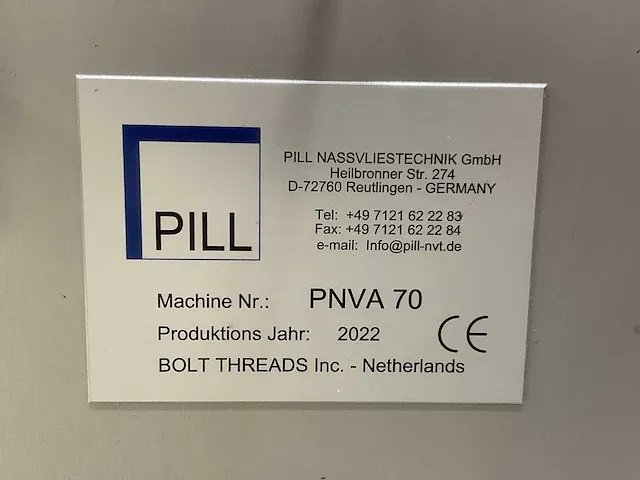 PILL
PILL NASSVLIESTECHNIK GmbH
Heilbronner Str. 274
D-72760 Reutlingen - GERMANY
Tel: +49 7121 62 22 83
Fax: +49 7121 62 22 84
e-mail: Info@pill-nvt.de
Machine Nr.: PNVA 70
Produktions Jahr: 2022
CE
BOLT THREADS Inc. - Netherlands